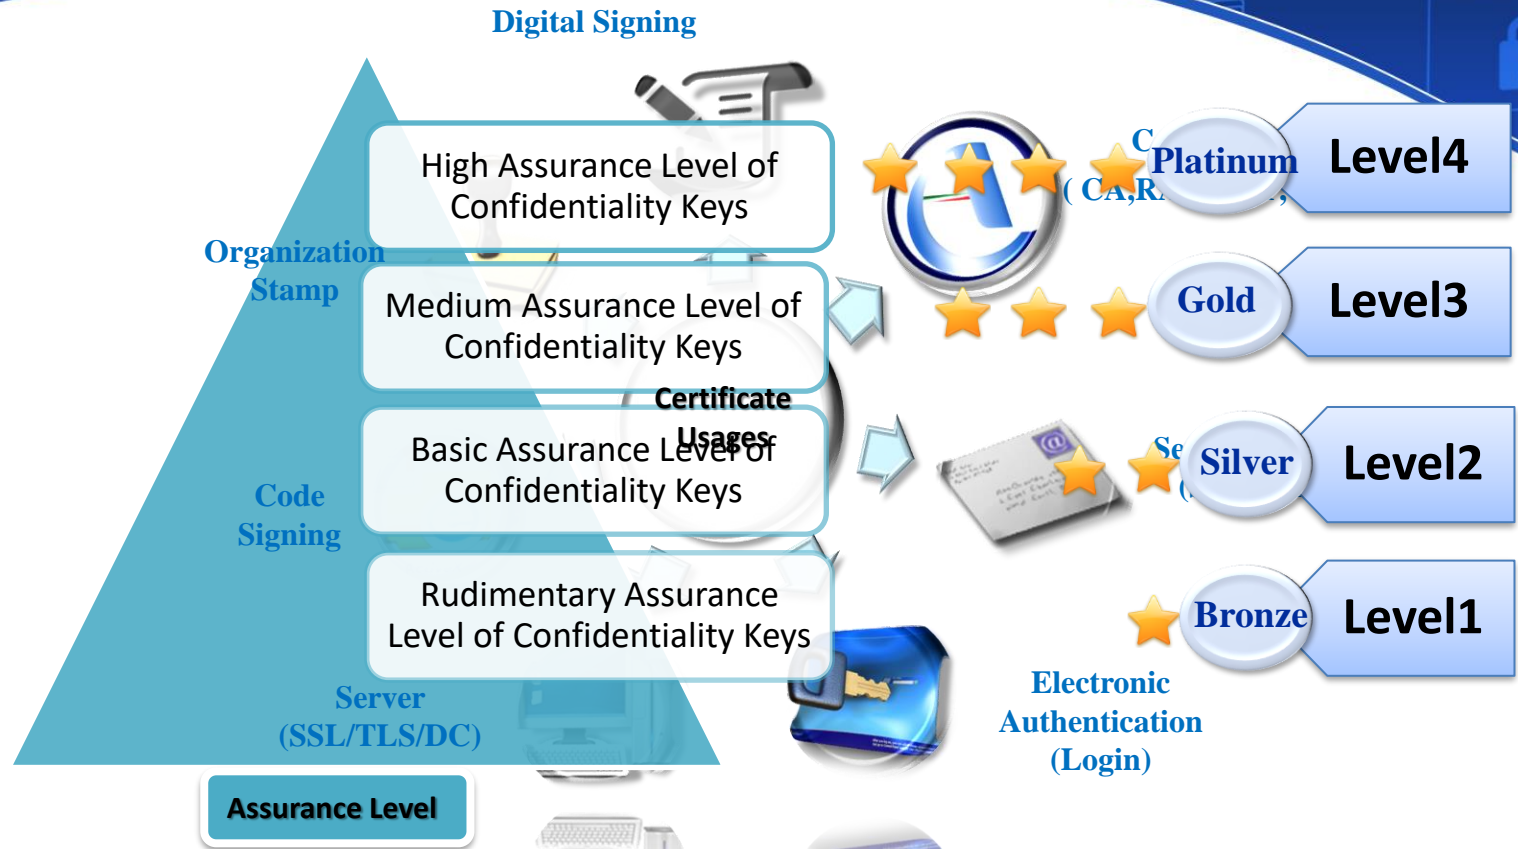 Digital Signing
High Assurance Level of
Confidentiality Keys
Platinum
Level4
( CA,RA
Organization
Stamp
Medium Assurance Level of
Confidentiality Keys
Gold
Level3
Certificate
Usages
Basic Assurance Level of
Confidentiality Keys
Silver
Level2
Code
Signing
Rudimentary Assurance
Level of Confidentiality Keys
Bronze
Level1
Server
(SSL/TLS/DC)
Electronic
Authentication
(Login)
Assurance Level